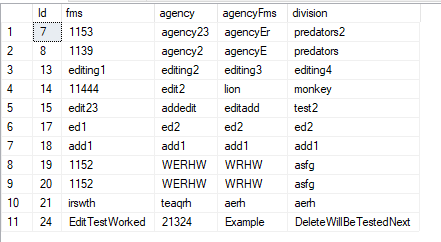 Id fms agency agencyFms division
1 7 1153 agency23 agencyEr predators2
2 8 1139 agency2 agencyE predators
3 13 editing1 editing2 editing3 editing4
4 14 11444 edit2 lion monkey
5 15 edit23 addedit editadd test2
6 17 ed1 ed2 ed2 ed2
7 18 add1 add1 add1 add1
8 19 1152 WERHW WRHW asfg
9 20 1152 WERHW WRHW asfg
10 21 irswth teaqrh aerh aerh
11 24 EditTestWorked 21324 Example DeleteWillBeTestedNext